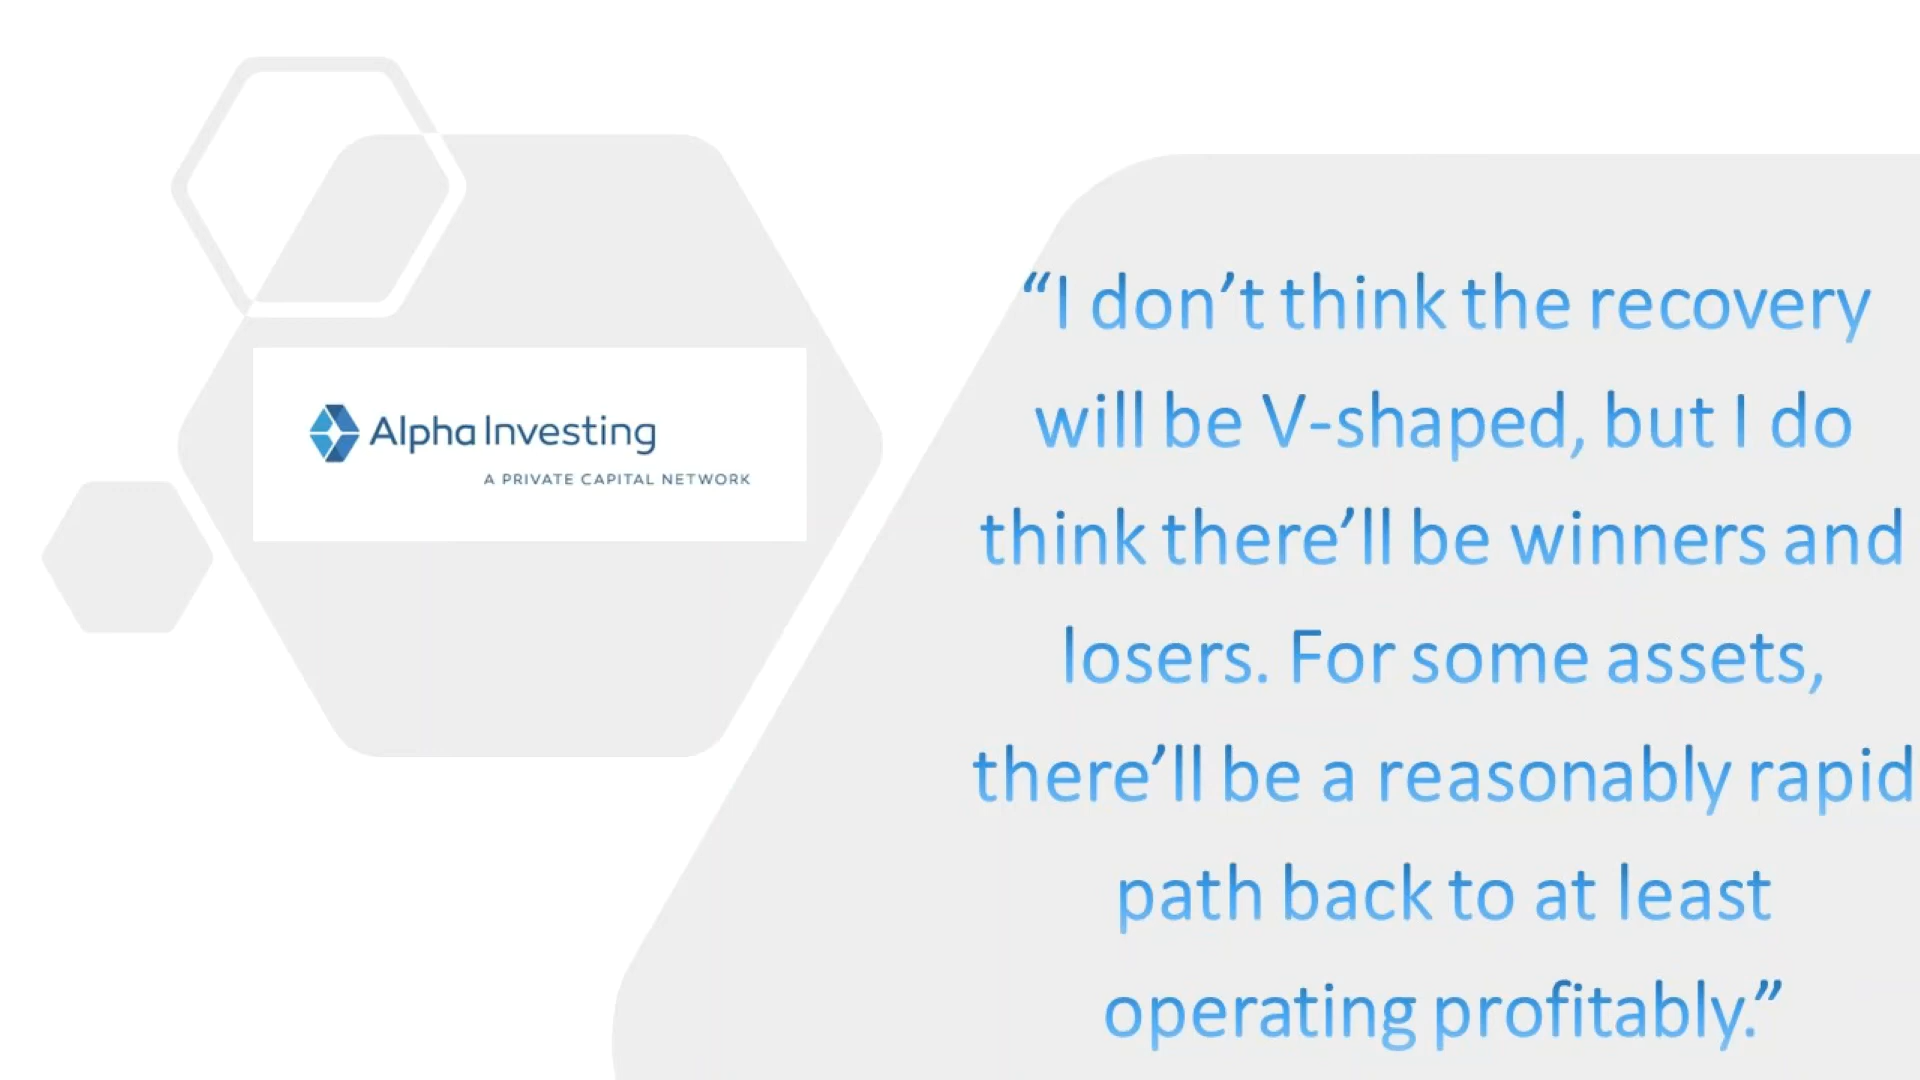 Alpha Investing
A PRIVATE CAPITAL NETWORK
“I don’t think the recovery
will be V-shaped, but I do
think there’ll be winners and
losers. For some assets,
there’ll be a reasonably rapid
path back to at least
operating profitably.”